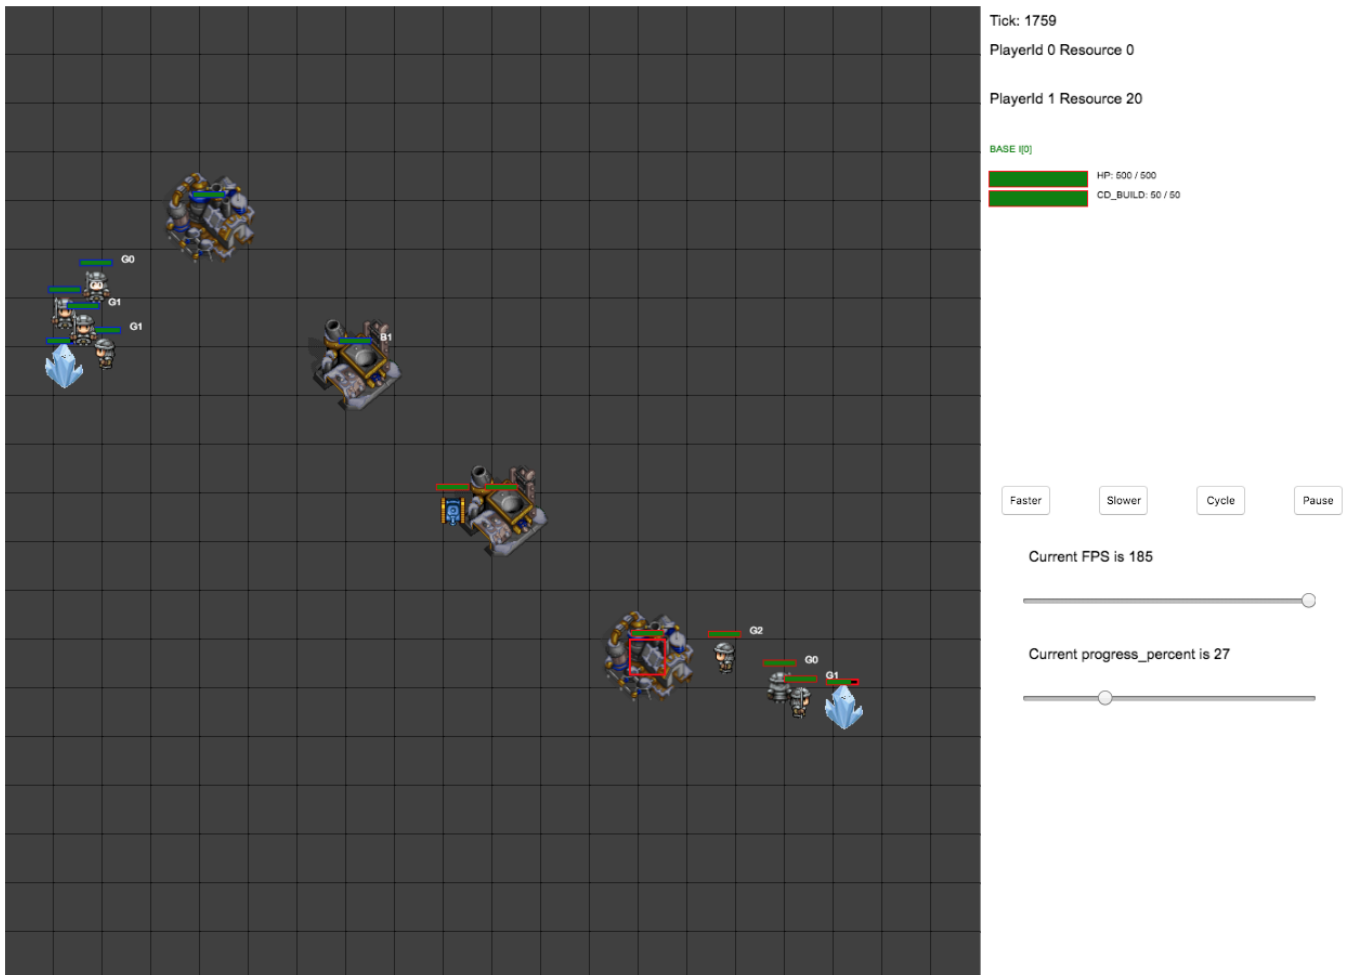 Tick: 1759
PlayerId 0 Resource 0
PlayerId 1 Resource 20
BASE I[0]
HP: 500 / 500
CD_BUILD: 50 / 50
G0
G1
G1
B1
Faster Slower Cycle Pause
Current FPS is 185
G2
Current progress_percent is 27
G0
G1